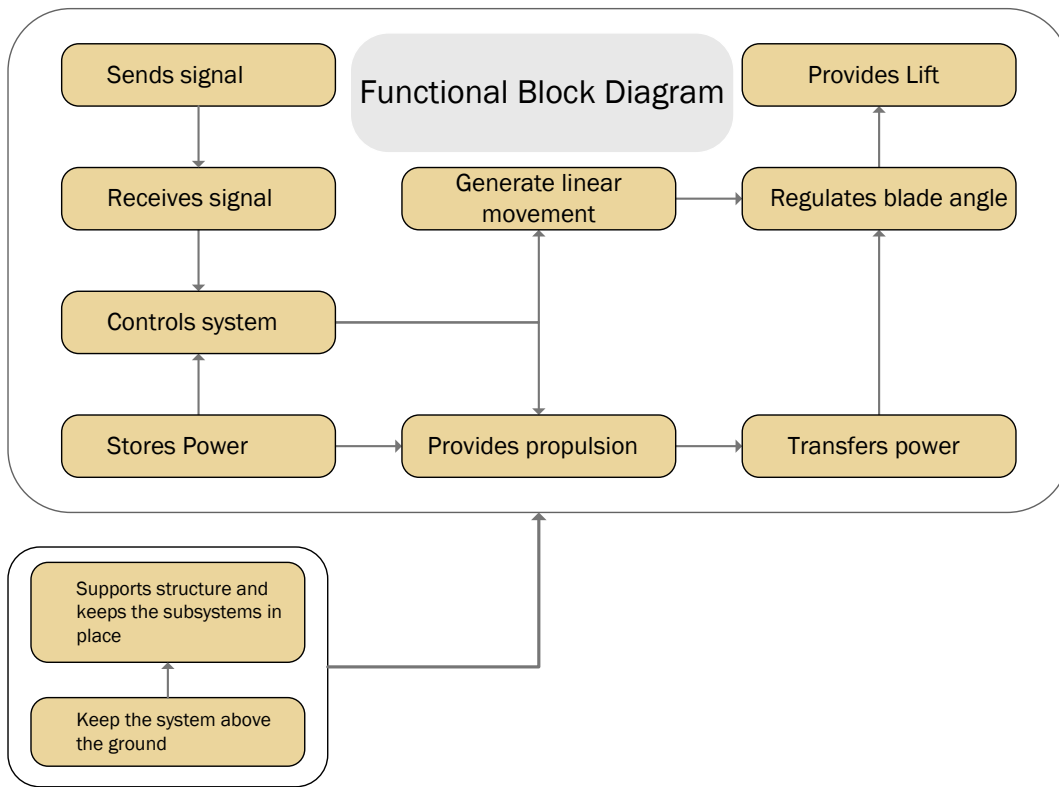 Sends signal
Functional Block Diagram
Provides Lift
Receives signal
Generate linear
movement
Regulates blade angle
Controls system
Stores Power
Provides propulsion
Transfers power
Supports structure and
keeps the subsystems in
place
Keep the system above
the ground